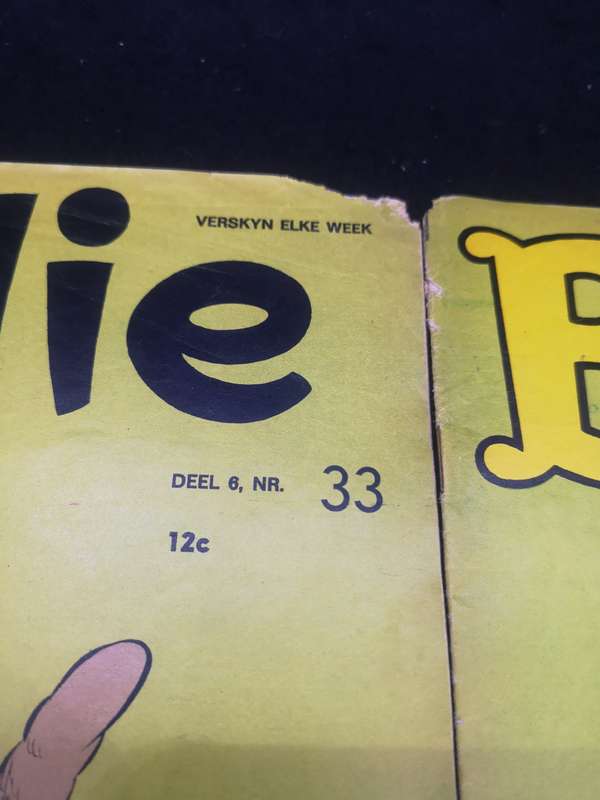 VERSKYN ELKE WEEK
ie
DEEL 6, NR. 33
12c